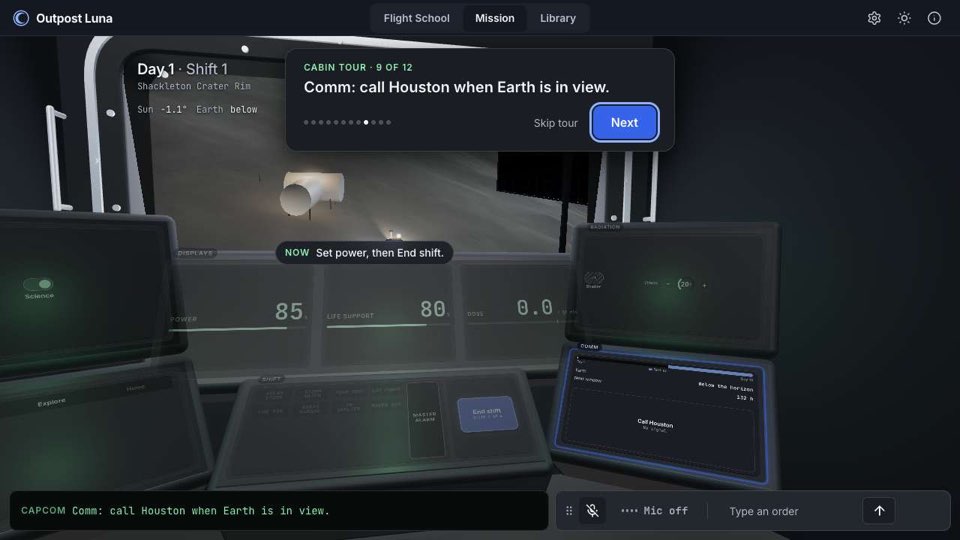 Outpost Luna
Flight School
Mission
Library
Day 1 · Shift 1
Shackleton Crater Rim
Sun -1.1° Earth below
CABIN TOUR · 9 OF 12
Comm: call Houston when Earth is in view.
Skip tour
Next
NOW Set power, then End shift.
DISPLAYS
RADIATION
Science
POWER 85
LIFE SUPPORT 80
DOSE 0.0
20
COMM
Earth
Below the horizon
132 h
Call Houston
No signal
SHIFT
MASTER ALARM
End shift
Explore
Home
CAPCOM Comm: call Houston when Earth is in view.
Mic off
Type an order